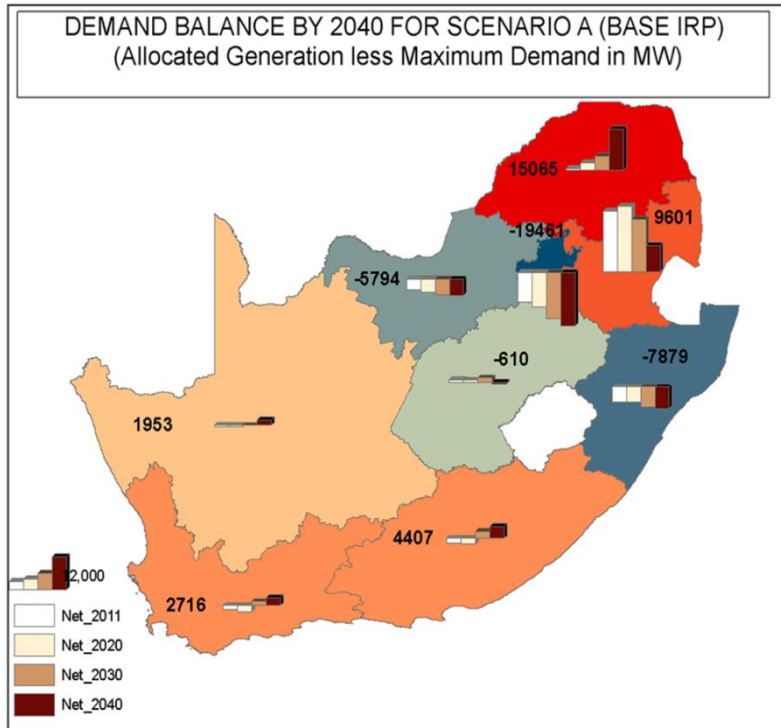 DEMAND BALANCE BY 2040 FOR SCENARIO A (BASE IRP)
(Allocated Generation less Maximum Demand in MW)
15065
9601
-19461
-5794
-610
-7879
1953
4407
2716
12,000
Net_2011
Net_2020
Net_2030
Net_2040